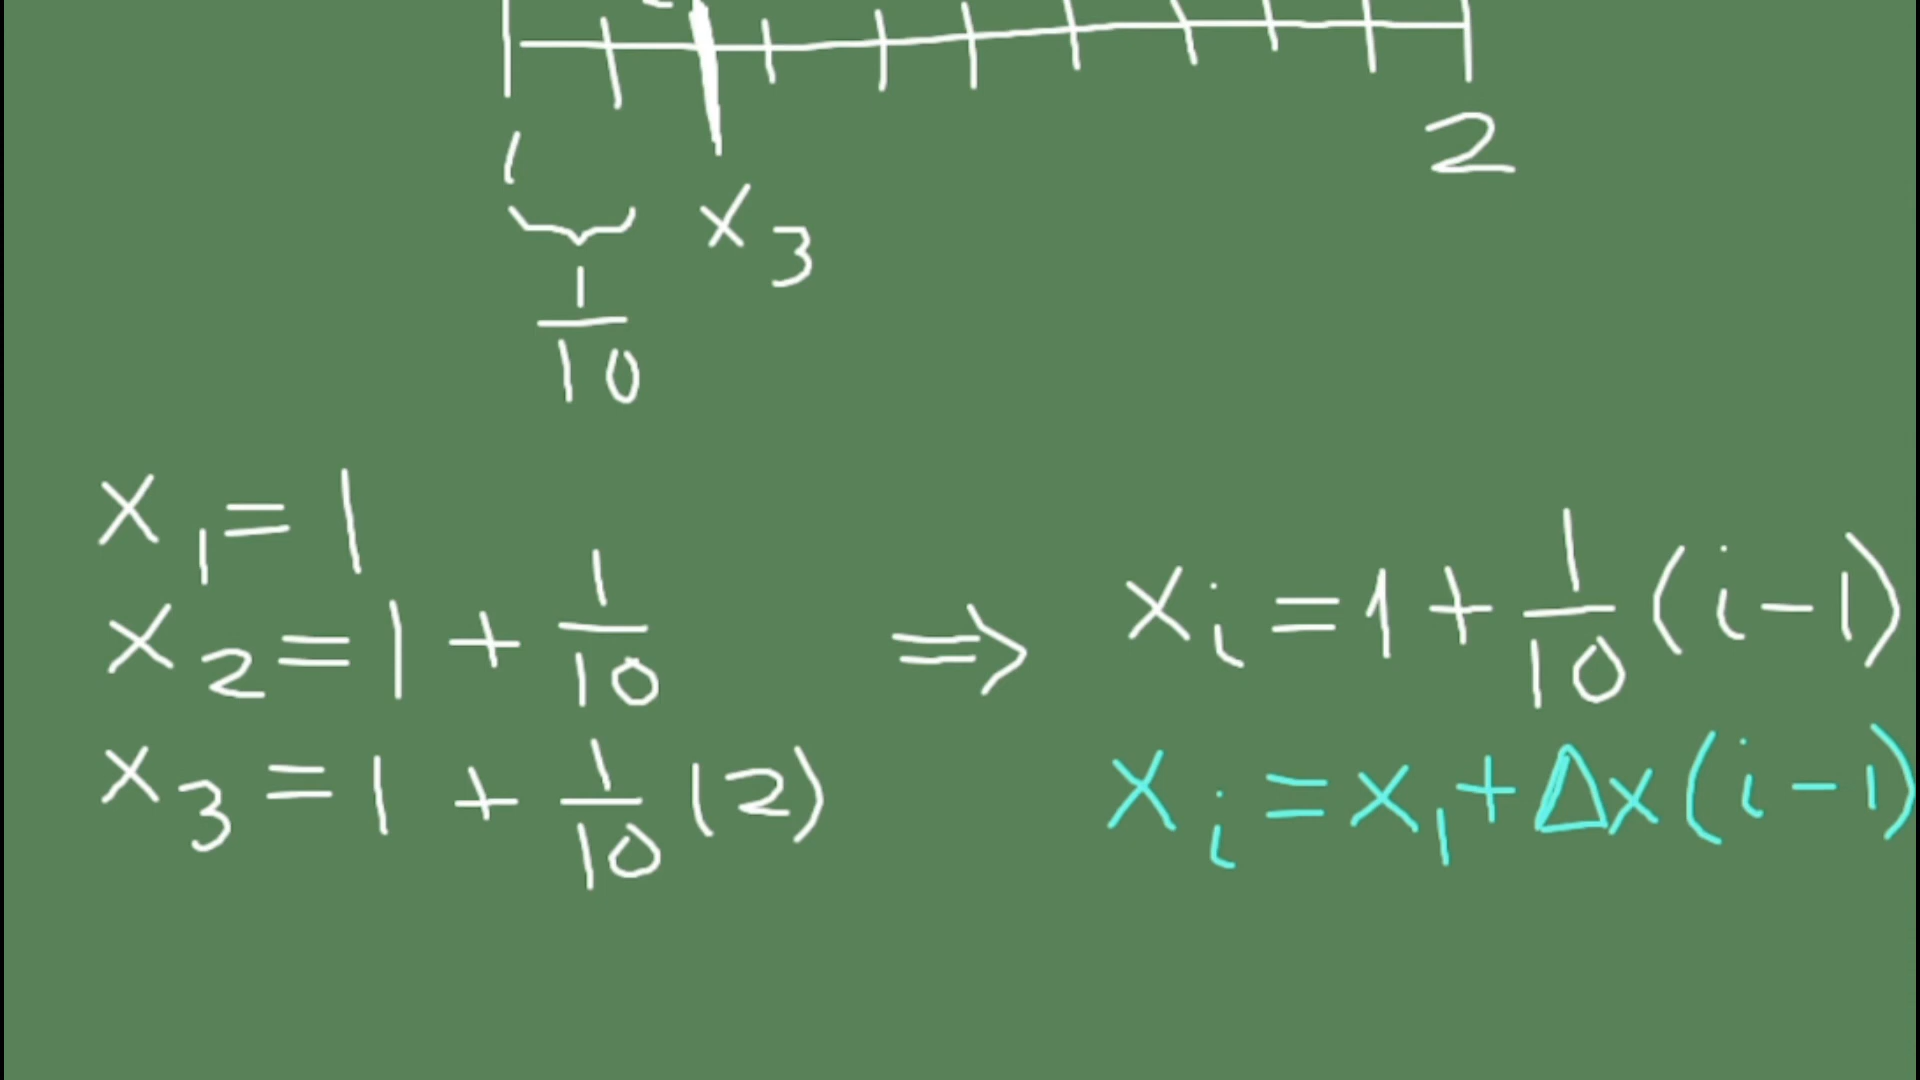 1 2
x₃
1/10
x₁ = 1
x₂ = 1 + 1/10 ⇒ xᵢ = 1 + 1/10 (i - 1)
x₃ = 1 + 1/10 (2) xᵢ = x₁ + Δx (i - 1)